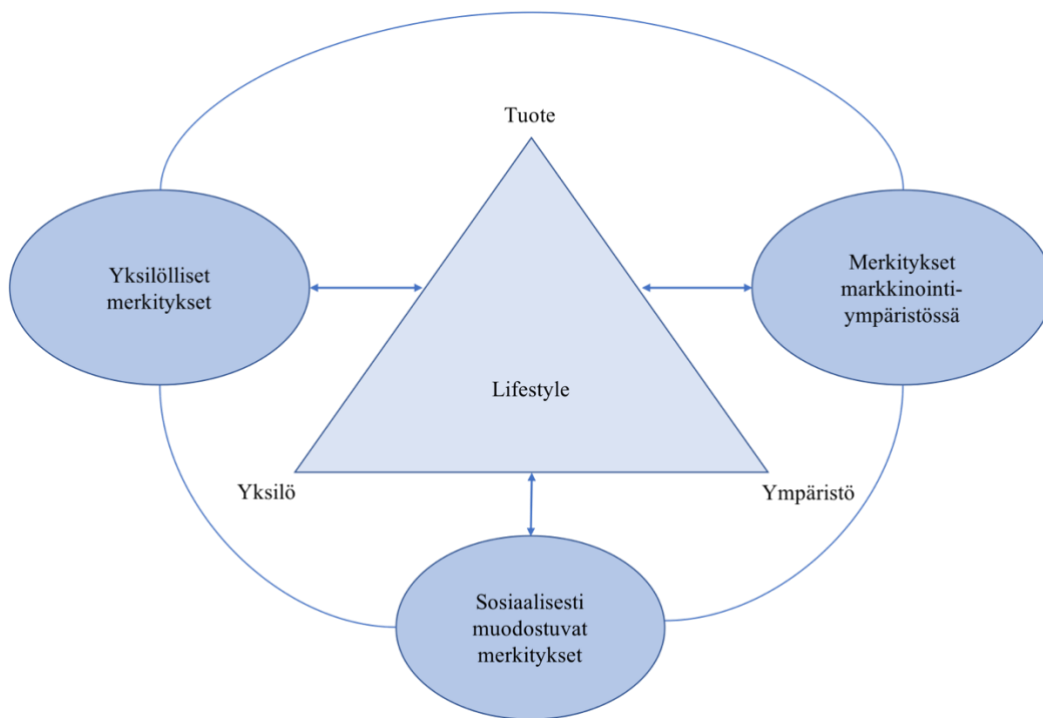 Tuote
Yksilölliset
merkitykset
Merkitykset
markkinointi-
ympäristössä
Lifestyle
Yksilö
Ympäristö
Sosiaalisesti
muodostuvat
merkitykset